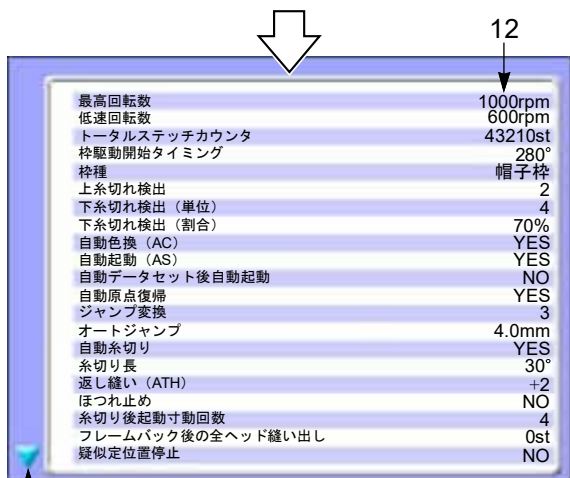 12
最高回転数 1000rpm
低速回転数 600rpm
トータルステッチカウンタ 43210st
枠駆動開始タイミング 280°
枠種 帽子枠
上糸切れ検出 2
下糸切れ検出（単位） 4
下糸切れ検出（割合） 70%
自動色換（AC） YES
自動起動（AS） YES
自動データセット後自動起動 NO
自動原点復帰 YES
ジャンプ変換 3
オートジャンプ 4.0mm
自動糸切り YES
糸切り長 30°
返し縫い（ATH） +2
ほつれ止め NO
糸切り後起動寸動回数 4
フレームバック後の全ヘッド縫い出し 0st
疑似定位置停止 NO